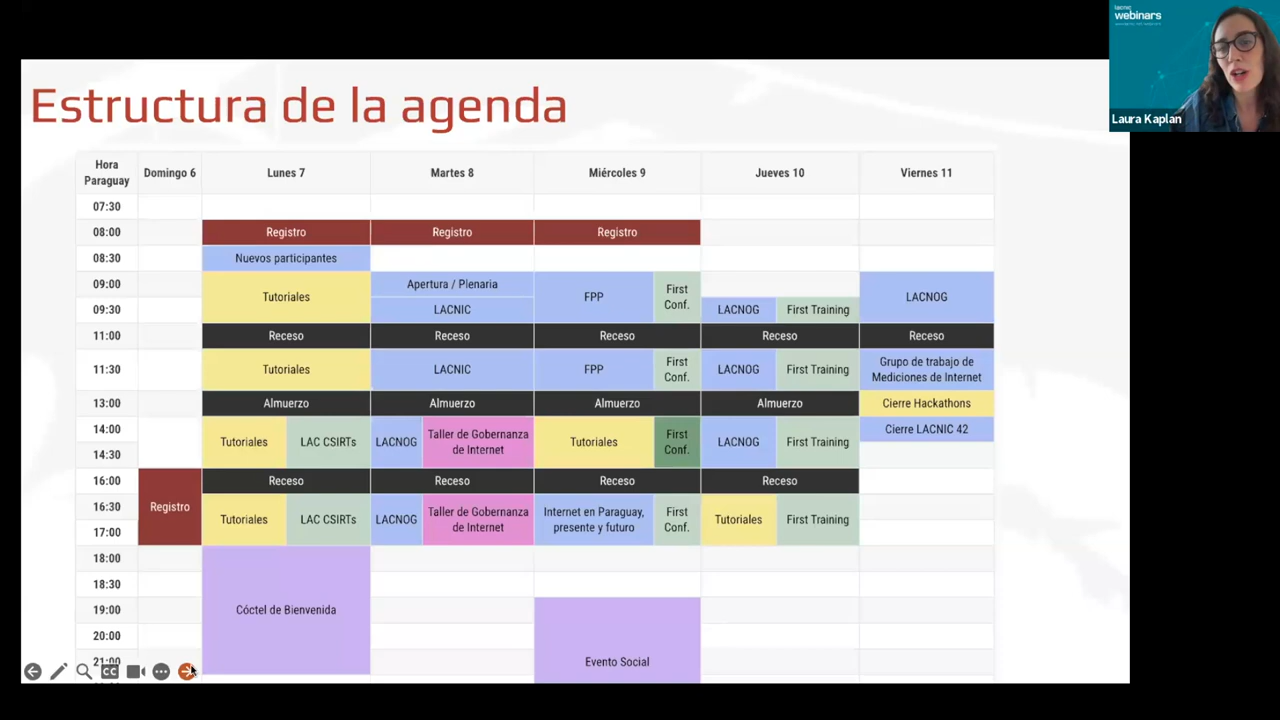 lacnic
webinars
Laura Kaplan
Estructura de la agenda
Hora
Paraguay
Domingo 6
Lunes 7
Martes 8
Miércoles 9
Jueves 10
Viernes 11
07:30
08:00
Registro
Registro
Registro
08:30
Nuevos participantes
09:00
Tutoriales
Apertura / Plenaria
FPP
First
Conf.
LACNOG
09:30
LACNIC
LACNOG
First Training
11:00
Receso
Receso
Receso
Receso
Receso
11:30
Tutoriales
LACNIC
FPP
First
Conf.
LACNOG
First Training
Grupo de trabajo de
Mediciones de Internet
13:00
Almuerzo
Almuerzo
Almuerzo
Almuerzo
Cierre Hackathons
14:00
Tutoriales
LAC CSIRTs
LACNOG
Taller de Gobernanza
de Internet
Tutoriales
First
Conf.
LACNOG
First Training
Cierre LACNIC 42
14:30
16:00
Receso
Receso
Receso
Receso
Registro
16:30
Tutoriales
LAC CSIRTs
LACNOG
Taller de Gobernanza
de Internet
Internet en Paraguay,
presente y futuro
First
Conf.
Tutoriales
First Training
17:00
18:00
18:30
19:00
Cóctel de Bienvenida
20:00
21:00
Evento Social
CC